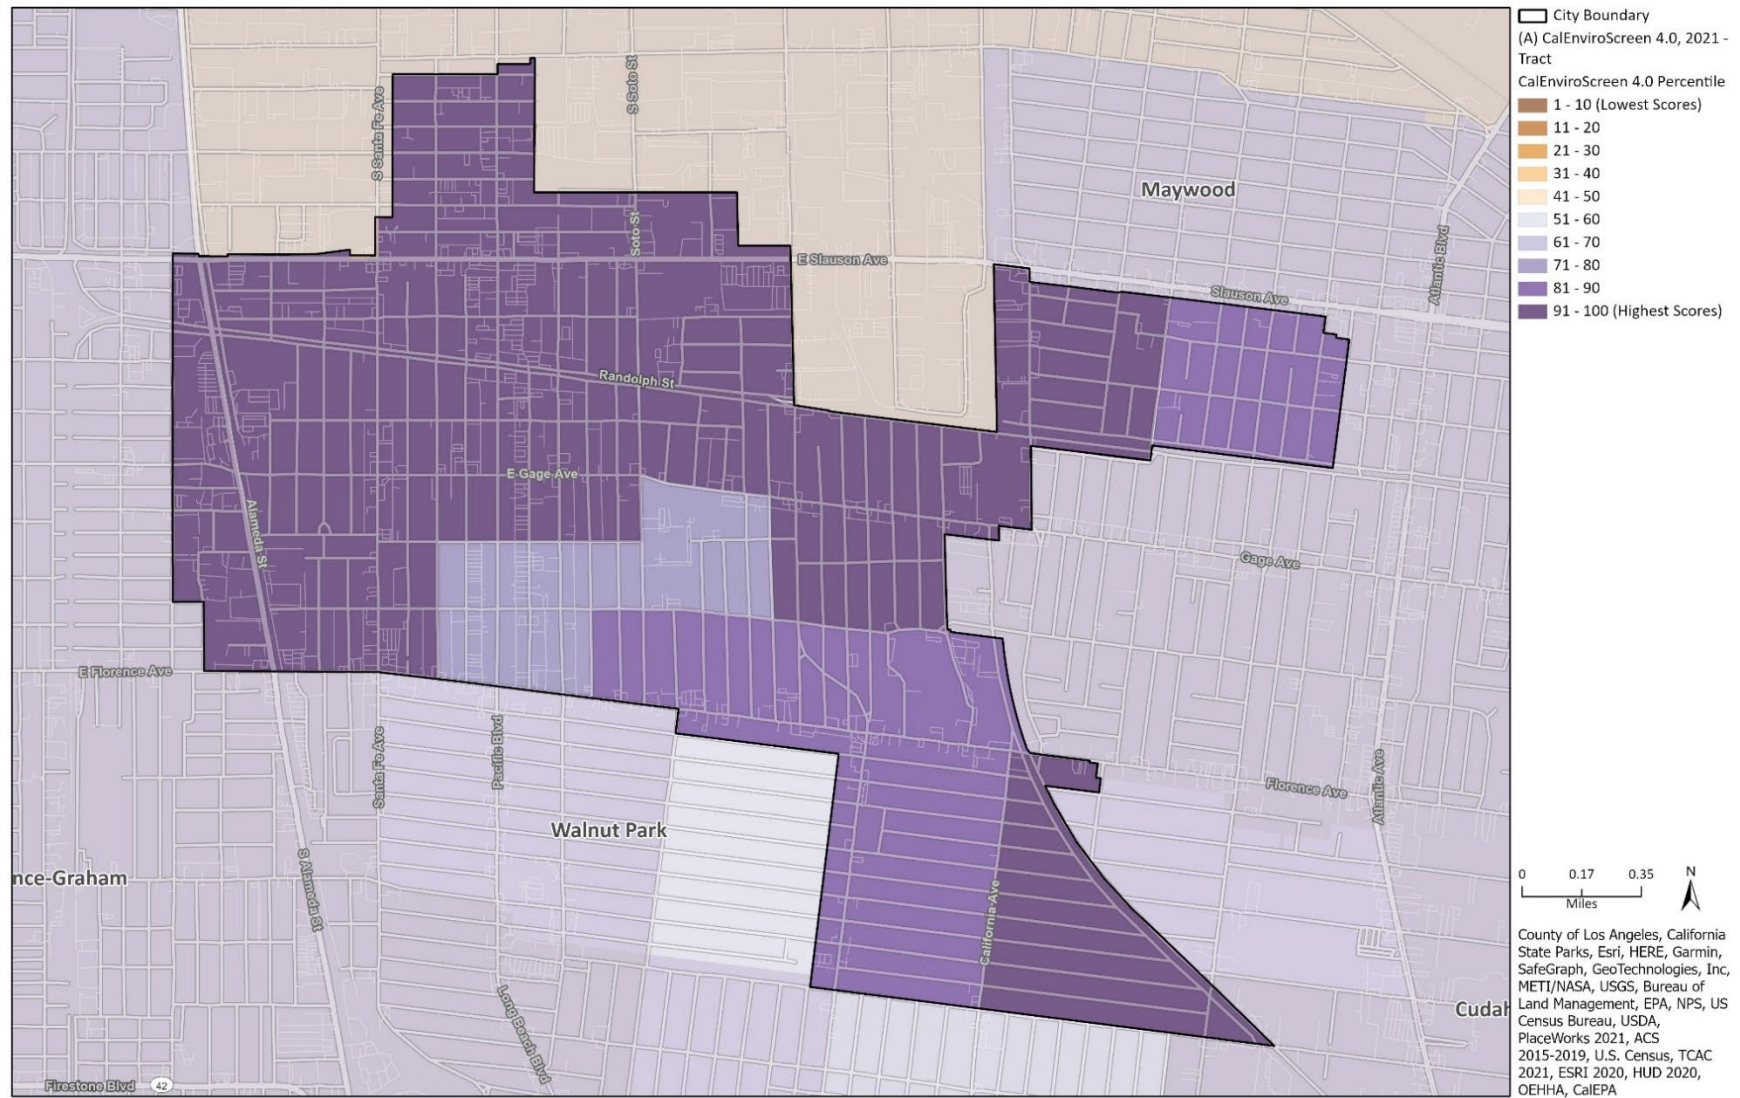 S Santa Fe Ave
S Soto St
Maywood
Soto St
E Slauson Ave
Atlantic Blvd
Slauson Ave
Randolph St
E Gage Ave
Alameda St
Gage Ave
E Florence Ave
Santa Fe Ave
Pacific Blvd
Florence Ave
Atlantic Ave
Walnut Park
nce-Graham
S Alameda St
California Ave
Long Beach Blvd
Cudah
Firestone Blvd
42
City Boundary
(A) CalEnviroScreen 4.0, 2021 -
Tract
CalEnviroScreen 4.0 Percentile
1 - 10 (Lowest Scores)
11 - 20
21 - 30
31 - 40
41 - 50
51 - 60
61 - 70
71 - 80
81 - 90
91 - 100 (Highest Scores)
0 0.17 0.35
Miles
N
County of Los Angeles, California
State Parks, Esri, HERE, Garmin,
SafeGraph, GeoTechnologies, Inc,
METI/NASA, USGS, Bureau of
Land Management, EPA, NPS, US
Census Bureau, USDA,
PlaceWorks 2021, ACS
2015-2019, U.S. Census, TCAC
2021, ESRI 2020, HUD 2020,
OEHHA, CalEPA